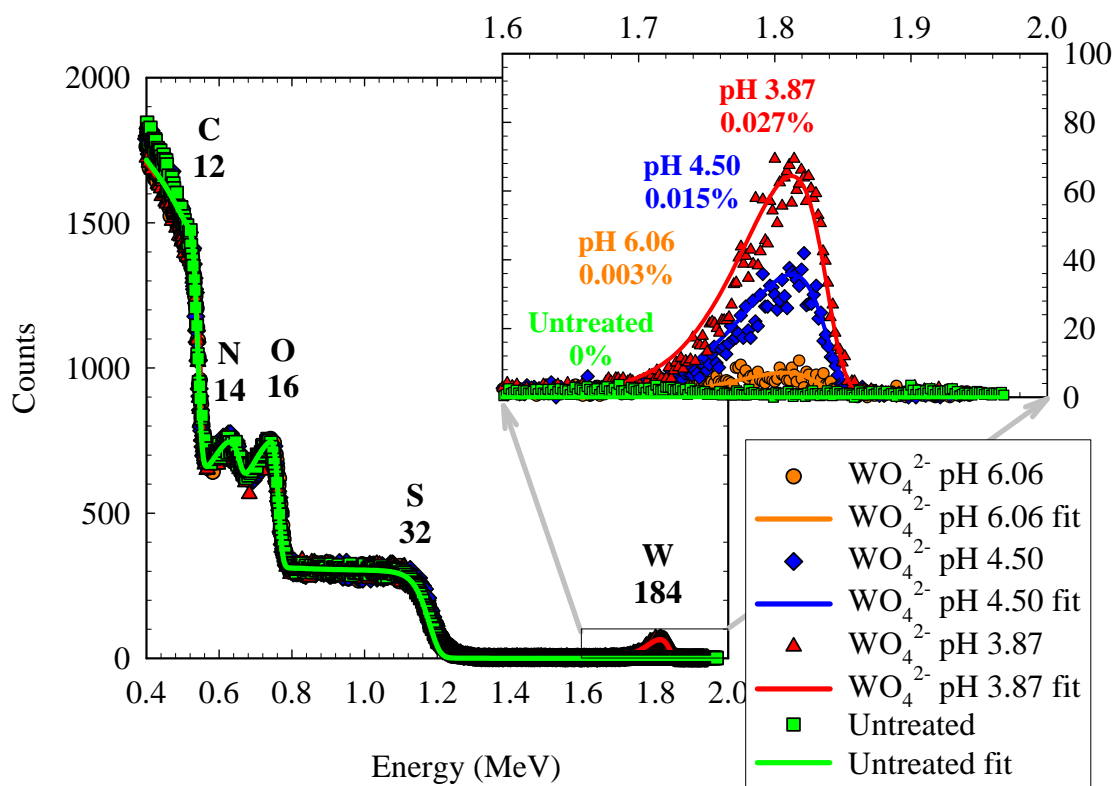 1.6 1.7 1.8 1.9 2.0
2000
1500
1000
500
0
Counts
0.4 0.6 0.8 1.0 1.2 1.4 1.6 1.8 2.0
Energy (MeV)
C
12
N
14
O
16
S
32
W
184
100
80
60
40
20
0
pH 3.87
0.027%
pH 4.50
0.015%
pH 6.06
0.003%
Untreated
0%
WO₄²⁻ pH 6.06
WO₄²⁻ pH 6.06 fit
WO₄²⁻ pH 4.50
WO₄²⁻ pH 4.50 fit
WO₄²⁻ pH 3.87
WO₄²⁻ pH 3.87 fit
Untreated
Untreated fit